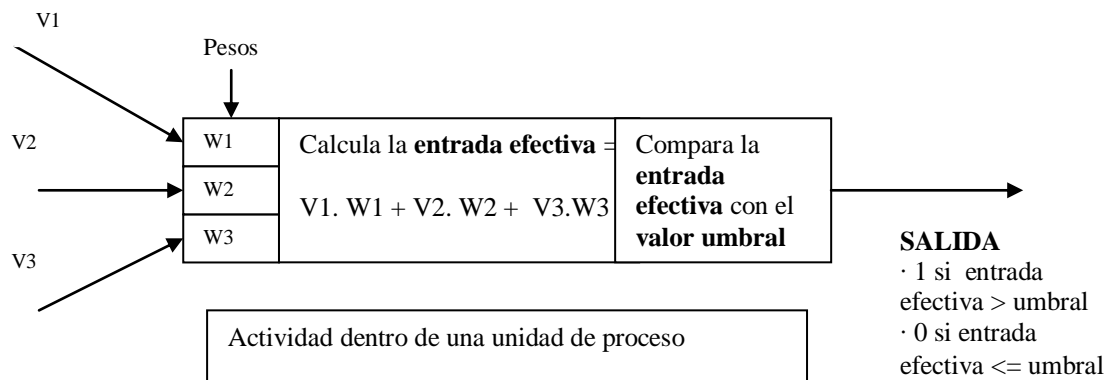 V1
Pesos
V2
V3
W1
W2
W3
Calcula la entrada efectiva =
V1. W1 + V2. W2 + V3.W3
Compara la
entrada
efectiva con el
valor umbral
SALIDA
· 1 si entrada
efectiva > umbral
· 0 si entrada
efectiva <= umbral
Actividad dentro de una unidad de proceso